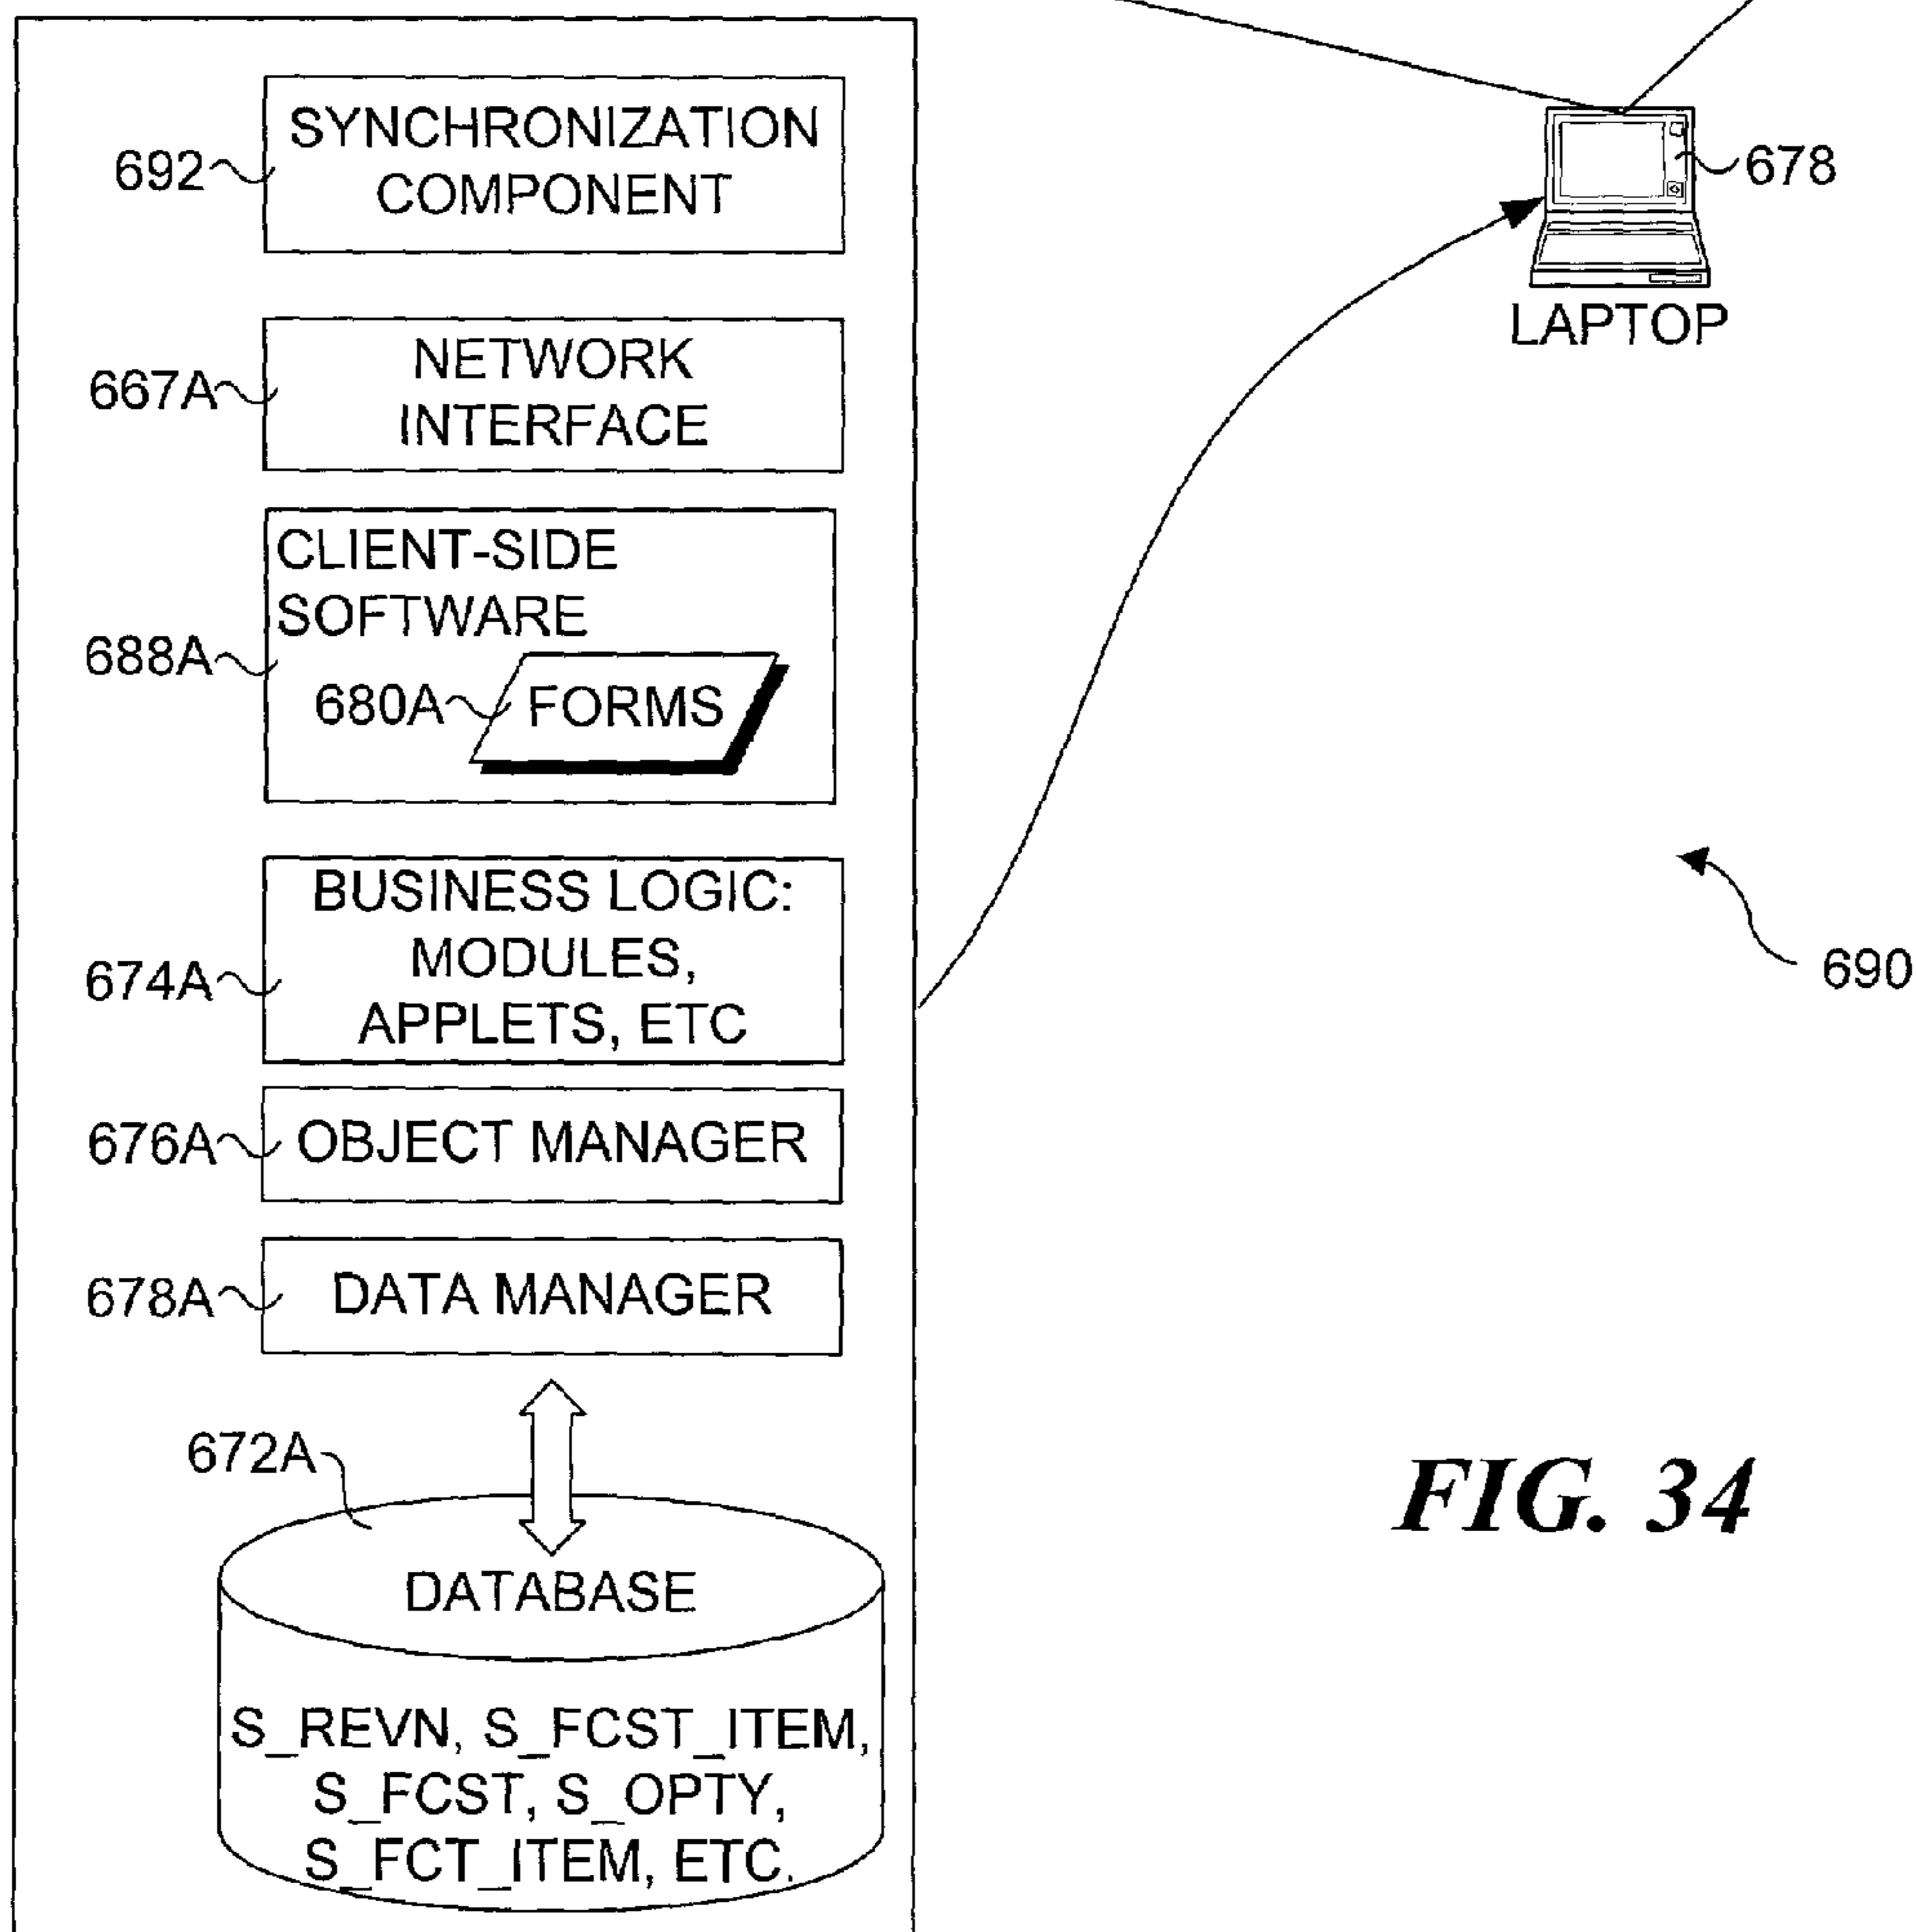 SYNCHRONIZATION
COMPONENT
692
678
LAPTOP
NETWORK
INTERFACE
667A
CLIENT-SIDE
SOFTWARE
688A
680A
FORMS
BUSINESS LOGIC:
MODULES,
APPLETS, ETC
674A
690
OBJECT MANAGER
676A
DATA MANAGER
678A
672A
DATABASE
S_REVN, S_FCST_ITEM,
S_FCST, S_OPTY,
S_FCT_ITEM, ETC.
FIG. 34